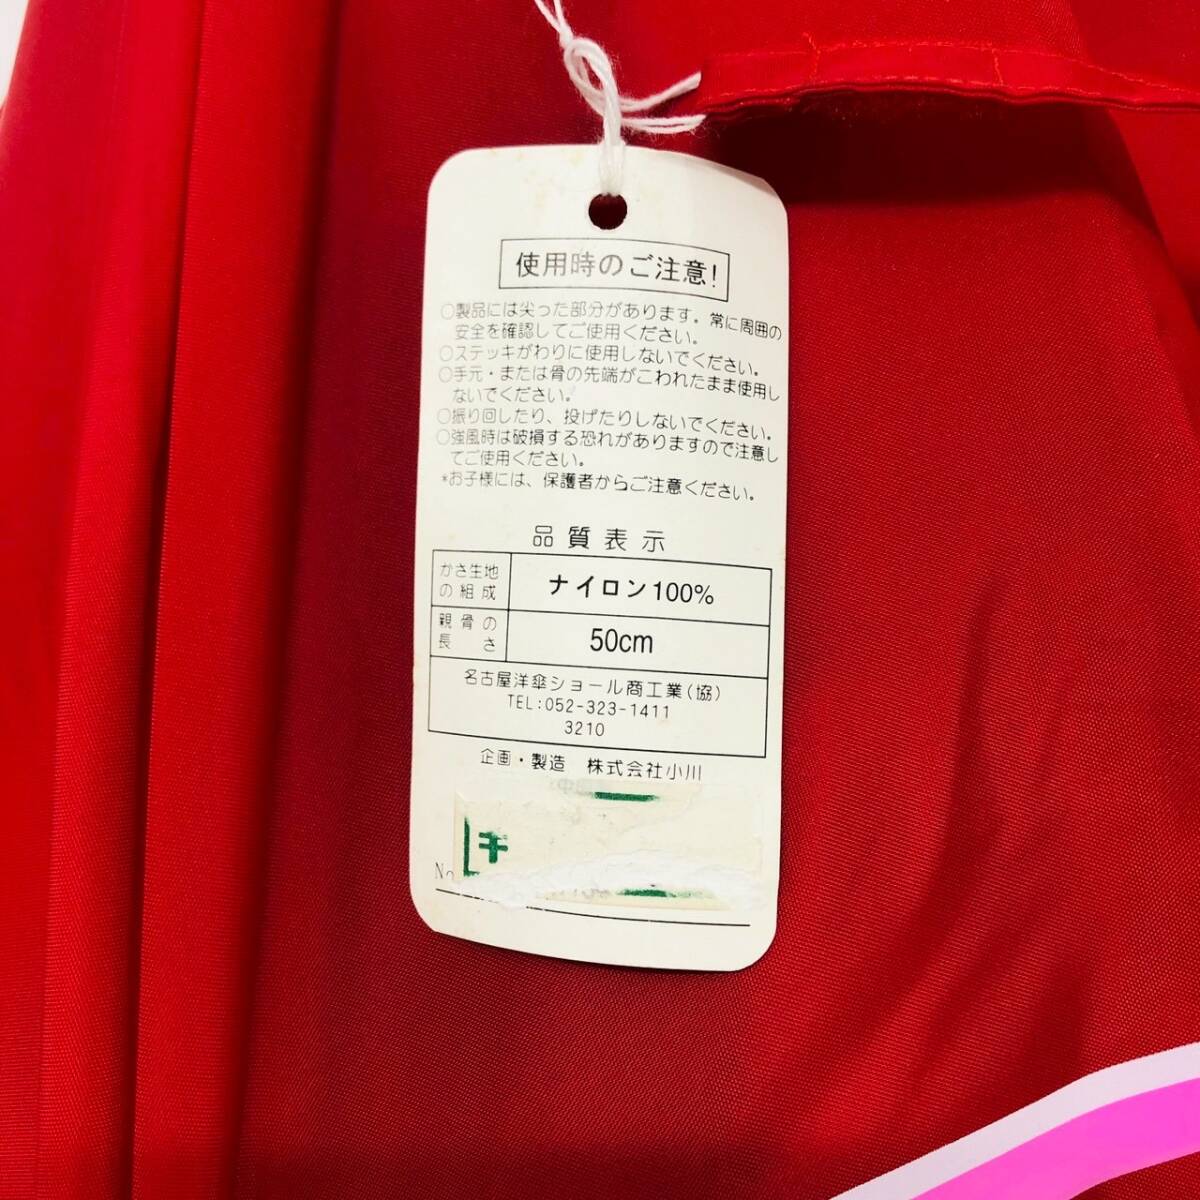 使用時のご注意!
○製品には尖った部分があります。常に周囲の
安全を確認してご使用ください。
○ステッキがわりに使用しないでください。
○手元・または骨の先端がこわれたまま使用し
ないでください。
○振り回したり、投げたりしないでください。
○強風時は破損する恐れがありますので注意し
てご使用ください。
*お子様には、保護者からご注意ください。
品質表示
かさ生地
の組成
ナイロン100%
親骨の
長さ
50cm
名古屋洋傘ショール商工業(協)
TEL:052-323-1411
3210
企画・製造 株式会社小川